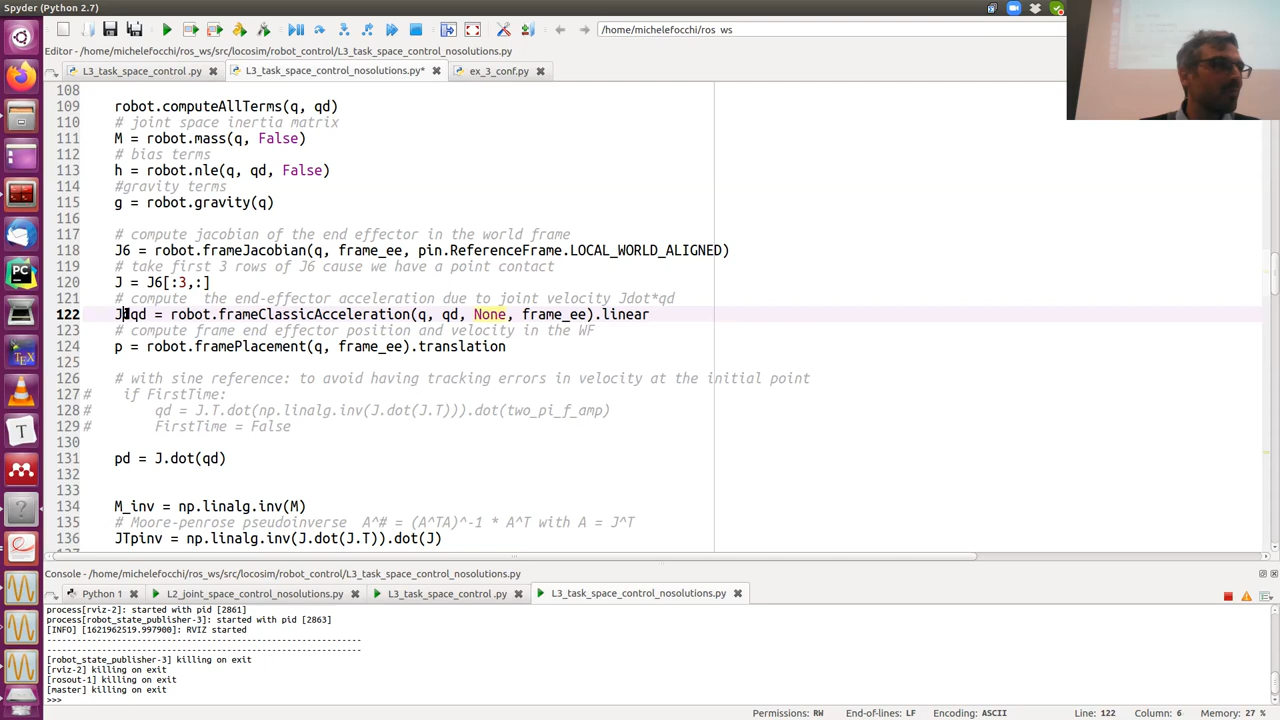 Spyder (Python 2.7)
/home/michelefocchi/ros_ws
Editor - /home/michelefocchi/ros_ws/src/locosim/robot_control/L3_task_space_control_nosolutions.py
L3_task_space_control .py
L3_task_space_control_nosolutions.py*
ex_3_conf.py
108
109 robot.computeAllTerms(q, qd)
110 # joint space inertia matrix
111 M = robot.mass(q, False)
112 # bias terms
113 h = robot.nle(q, qd, False)
114 #gravity terms
115 g = robot.gravity(q)
116
117 # compute jacobian of the end effector in the world frame
118 J6 = robot.frameJacobian(q, frame_ee, pin.ReferenceFrame.LOCAL_WORLD_ALIGNED)
119 # take first 3 rows of J6 cause we have a point contact
120 J = J6[:3,:]
121 # compute  the end-effector acceleration due to joint velocity Jdot*qd
122 Jdqd = robot.frameClassicAcceleration(q, qd, None, frame_ee).linear
123 # compute frame end effector position and velocity in the WF
124 p = robot.framePlacement(q, frame_ee).translation
125
126 # with sine reference: to avoid having tracking errors in velocity at the initial point
127 # if FirstTime:
128 # qd = J.T.dot(np.linalg.inv(J.dot(J.T))).dot(two_pi_f_amp)
129 # FirstTime = False
130
131 pd = J.dot(qd)
132
133
134 M_inv = np.linalg.inv(M)
135 # Moore-penrose pseudoinverse  A^# = (A^TA)^-1 * A^T with A = J^T
136 JTpinv = np.linalg.inv(J.dot(J.T)).dot(J)
Console - /home/michelefocchi/ros_ws/src/locosim/robot_control/L3_task_space_control_nosolutions.py
Python 1
L2_joint_space_control_nosolutions.py
L3_task_space_control .py
L3_task_space_control_nosolutions.py
process[rviz-2]: started with pid [2861]
process[robot_state_publisher-3]: started with pid [2863]
[INFO] [1621962519.997900]: RVIZ started
---------------------------------------------------------------
---------------------------------------------------------------
[robot_state_publisher-3] killing on exit
[rviz-2] killing on exit
[rosout-1] killing on exit
[master] killing on exit
>>>
Permissions: RW End-of-lines: LF Encoding: ASCII Line: 122 Column: 6 Memory: 27 %